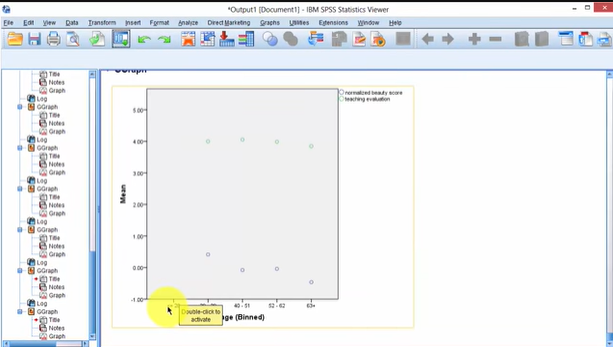 *Output1 [Document1] - IBM SPSS Statistics Viewer
File Edit View Data Transform Insert Format Analyze Direct Marketing Graphs Utilities Extensions Window Help
Title
Notes
Graph
Log
GGraph
Title
Notes
Graph
Log
GGraph
Title
Notes
Graph
Log
GGraph
Title
Notes
Graph
Log
GGraph
Title
Notes
Graph
Log
GGraph
Title
Notes
Graph
Log
GGraph
Title
Notes
Graph
GGraph
normalized beauty score
teaching evaluation
5.00
4.00
3.00
2.00
1.00
0.00
-1.00
Mean
40 - 51
52 - 62
63+
Double-click to
activate
(Binned)